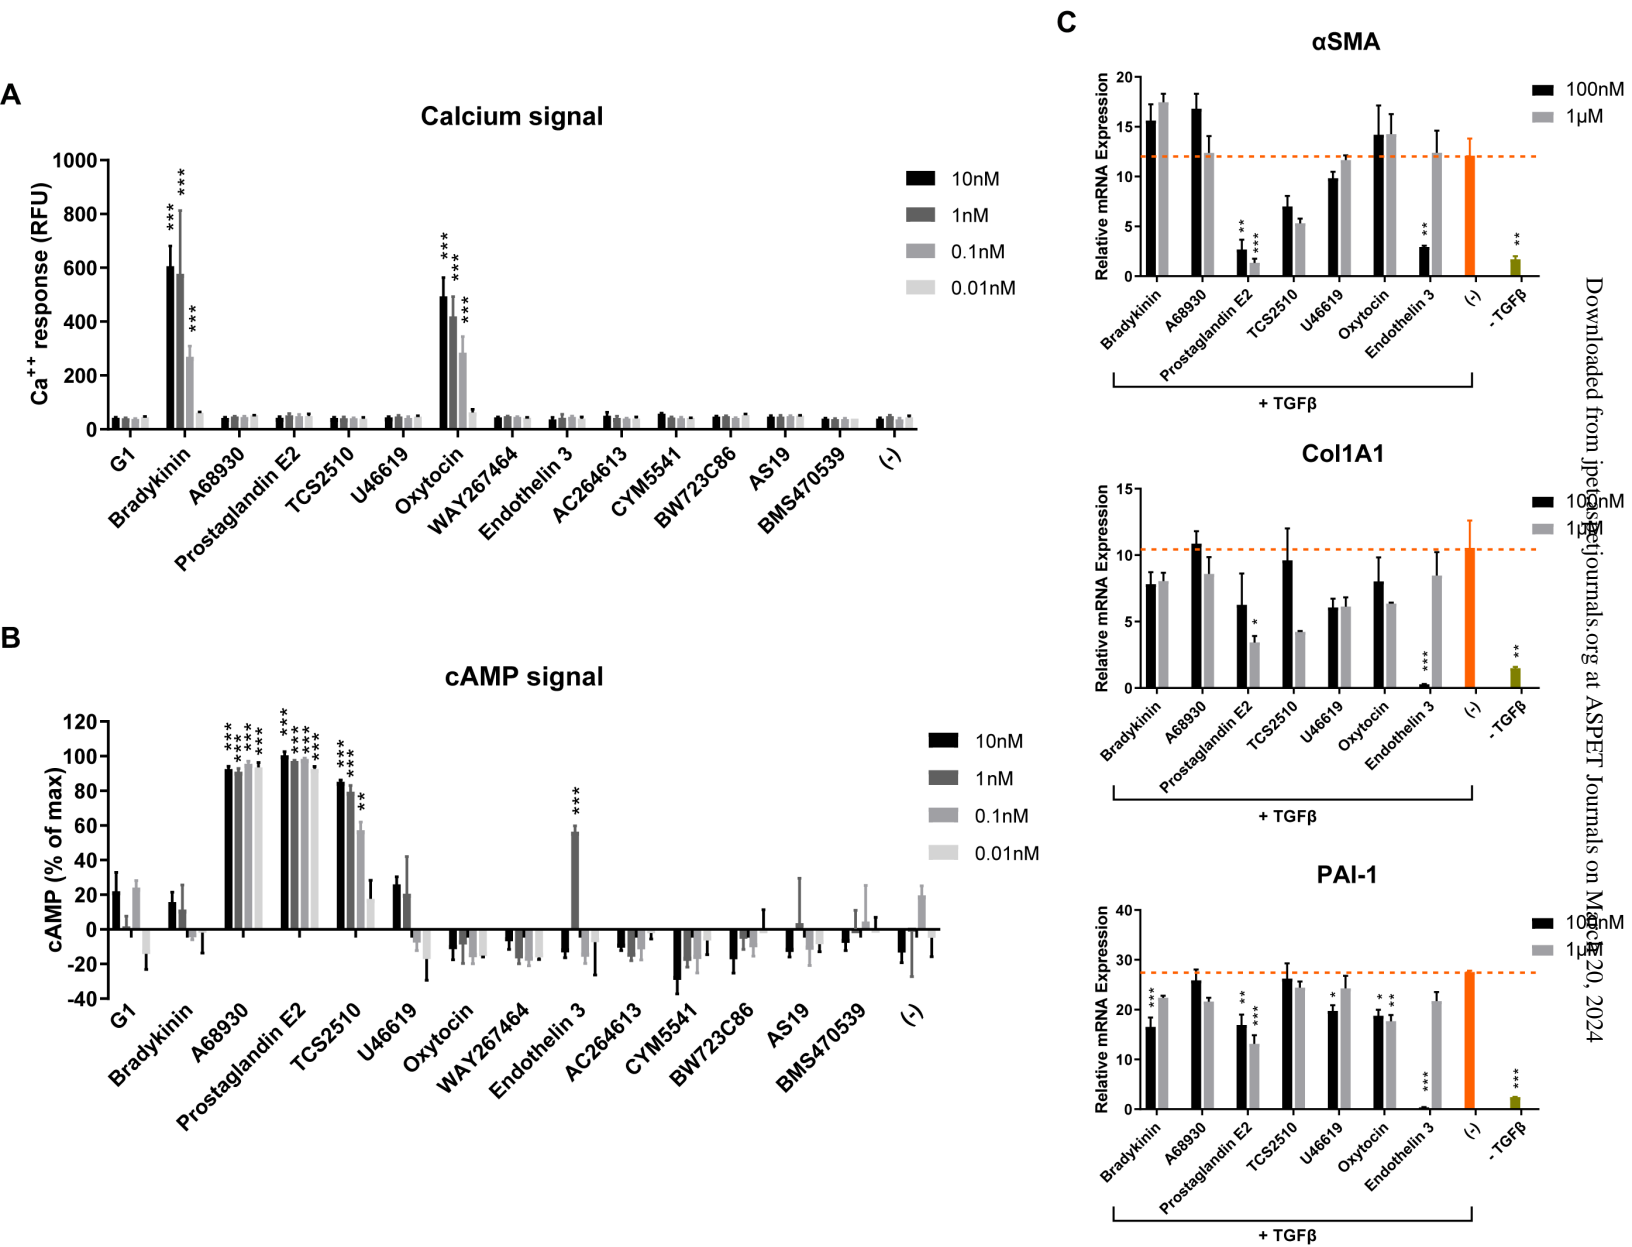 A
Calcium signal
Ca++ response (RFU)
1000
800
600
400
200
0
*** *** ***
*** *** ***
10nM
1nM
0.1nM
0.01nM
G1
Bradykinin
A68930
Prostaglandin E2
TCS2510
U46619
Oxytocin
WAY267464
Endothelin 3
AC264613
CYM5541
BW723C86
AS19
BMS470539
(-)
B
cAMP signal
cAMP (% of max)
120
100
80
60
40
20
0
-20
-40
*** *** *** ***
*** *** *** ***
*** *** **
***
10nM
1nM
0.1nM
0.01nM
G1
Bradykinin
A68930
Prostaglandin E2
TCS2510
U46619
Oxytocin
WAY267464
Endothelin 3
AC264613
CYM5541
BW723C86
AS19
BMS470539
(-)
C
αSMA
Relative mRNA Expression
20
15
10
5
0
** ***
**
**
100nM
1µM
Bradykinin
A68930
Prostaglandin E2
TCS2510
U46619
Oxytocin
Endothelin 3
(-)
- TGFβ
+ TGFβ
Col1A1
Relative mRNA Expression
15
10
5
0
*
***
**
100nM
1µM
Bradykinin
A68930
Prostaglandin E2
TCS2510
U46619
Oxytocin
Endothelin 3
(-)
- TGFβ
+ TGFβ
PAI-1
Relative mRNA Expression
40
30
20
10
0
***
** ***
*
* **
***
***
100nM
1µM
Bradykinin
A68930
Prostaglandin E2
TCS2510
U46619
Oxytocin
Endothelin 3
(-)
- TGFβ
+ TGFβ
Downloaded from jpet.aspetjournals.org at ASPET Journals on March 20, 2024